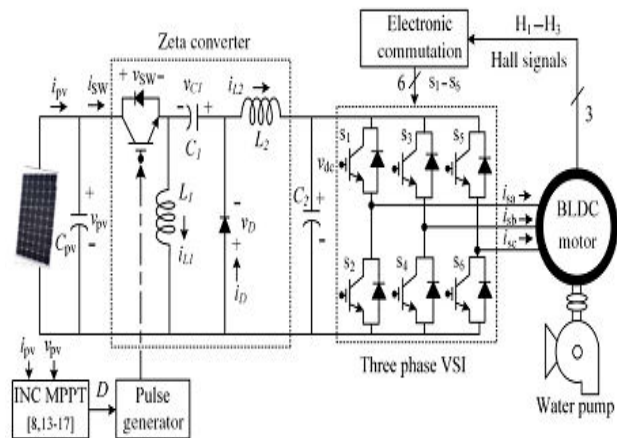 Electronic
commutation
H1–H3
Hall signals
3
6
s1–s6
Zeta converter
ipv
iSW
+ vSW –
vC1
– +
C1
iL2
L2
s1
s3
s5
vdc
L1
iL1
–
vD
+
iD
C2
+
–
+
vpv
–
Cpv
isa
isb
isc
BLDC
motor
s2
s4
s6
Three phase VSI
Water pump
ipv
vpv
INC MPPT
[8,13-17]
D
Pulse
generator